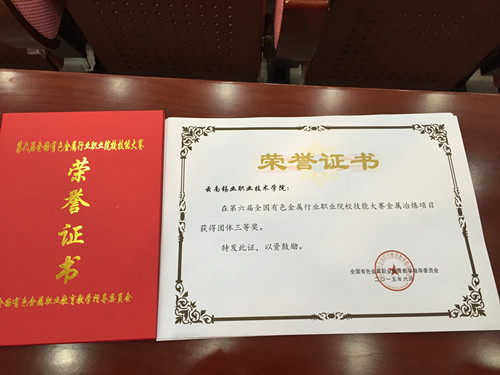 第六届全国有色金属行业职业院校技能大赛
荣誉证书
全国有色金属职业教育教学指导委员会
荣誉证书
云南锡业职业技术学院：
在第六届全国有色金属行业职业院校技能大赛金属冶炼项目
获得团体三等奖。
特发此证，以资鼓励。
全国有色金属职业教育教学指导委员会
二〇一五年六月